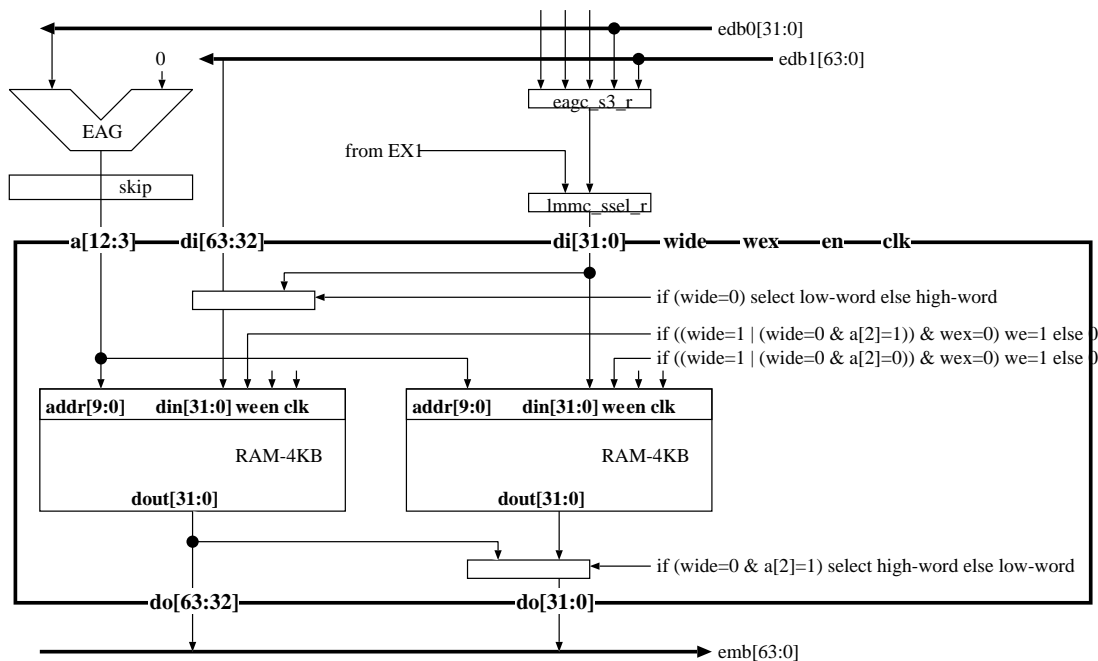 edb0[31:0]
0
edb1[63:0]
eagc_s3_r
EAG
from EX1
skip
lmmc_ssel_r
a[12:3] di[63:32] di[31:0] wide wex en clk
if (wide=0) select low-word else high-word
if ((wide=1 | (wide=0 & a[2]=1)) & wex=0) we=1 else 0
if ((wide=1 | (wide=0 & a[2]=0)) & wex=0) we=1 else 0
addr[9:0] din[31:0] we en clk addr[9:0] din[31:0] we en clk
RAM-4KB RAM-4KB
dout[31:0] dout[31:0]
if (wide=0 & a[2]=1) select high-word else low-word
do[63:32] do[31:0]
emb[63:0]